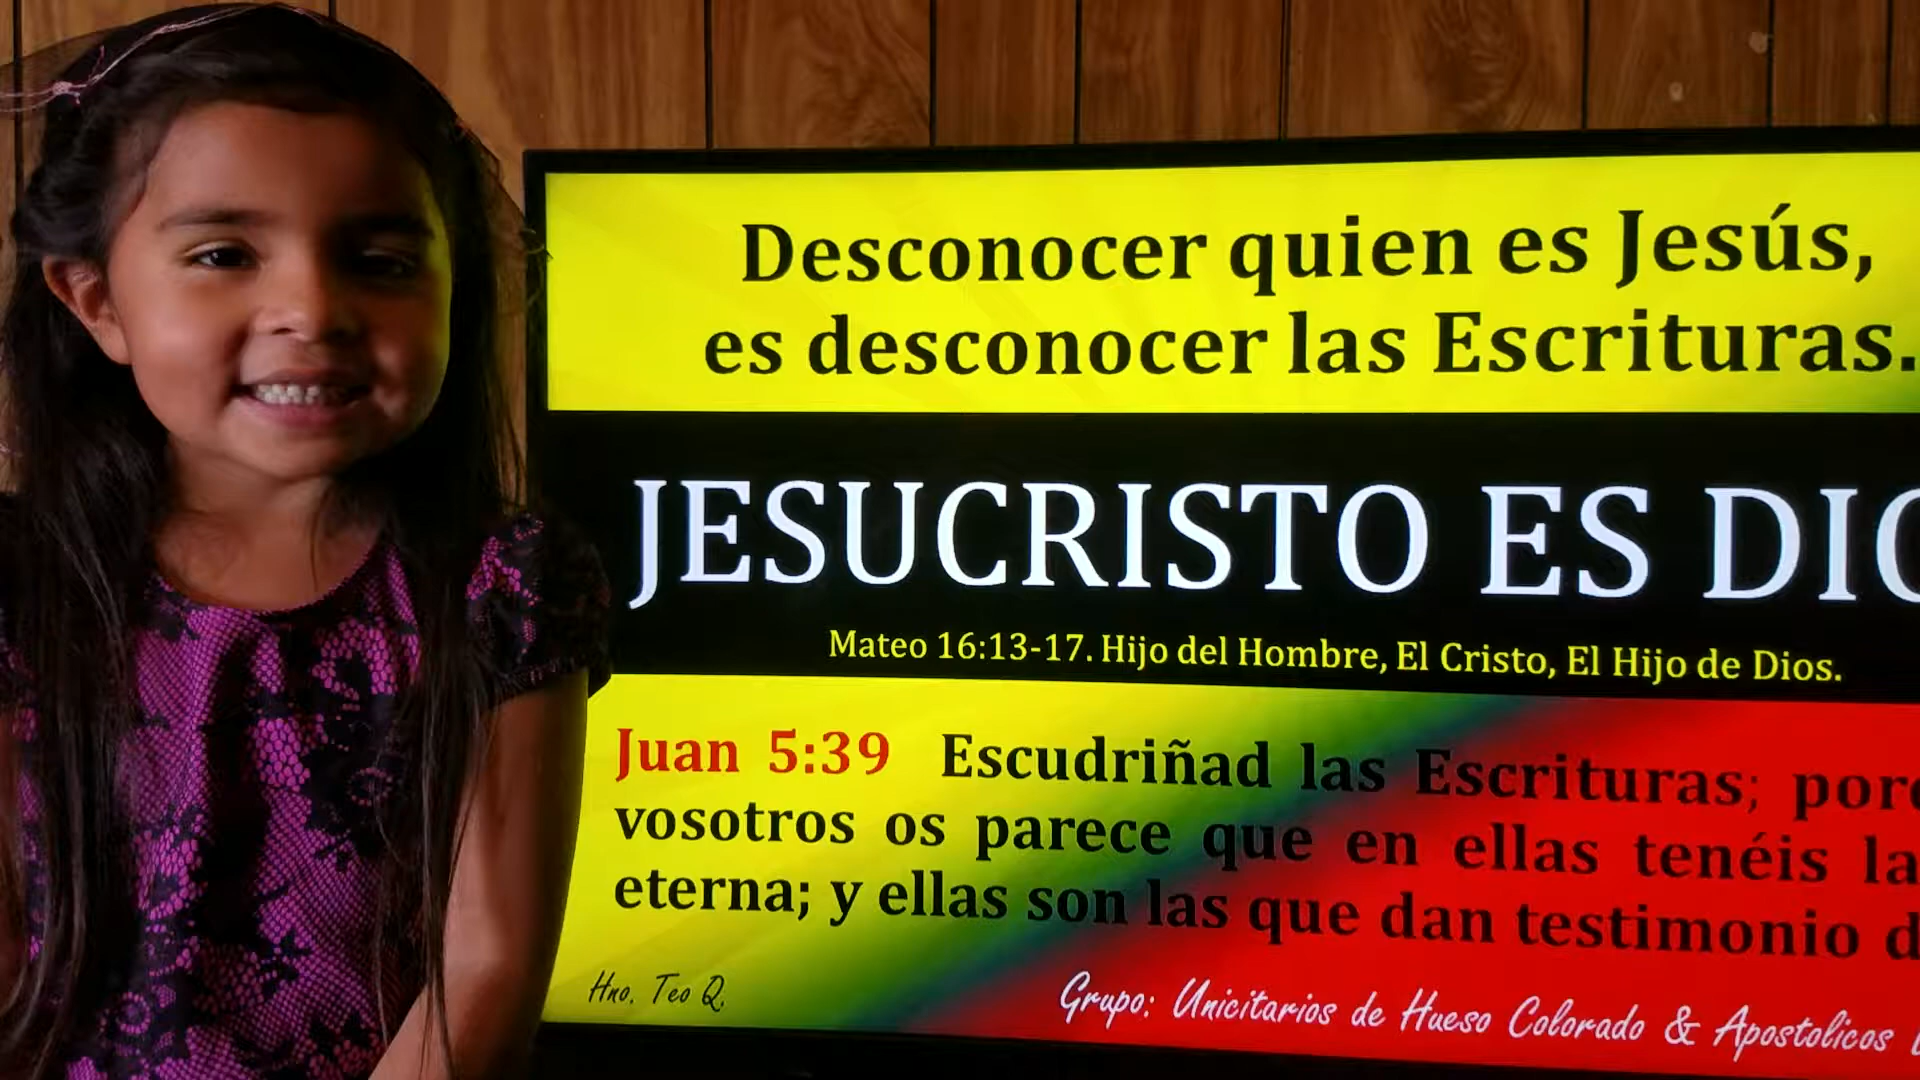 Desconocer quien es Jesús,
es desconocer las Escrituras.
JESUCRISTO ES
Mateo 16:13-17. Hijo del Hombre, El Cristo, El Hijo de Dios.
Juan 5:39 Escudriñad las Escrituras;
vosotros os parece que en ellas tenéis la
eterna; y ellas son las que dan testimonio
Hno. Teo Q.
Grupo: Unicitarios de Hueso Colorado & Apostolicos